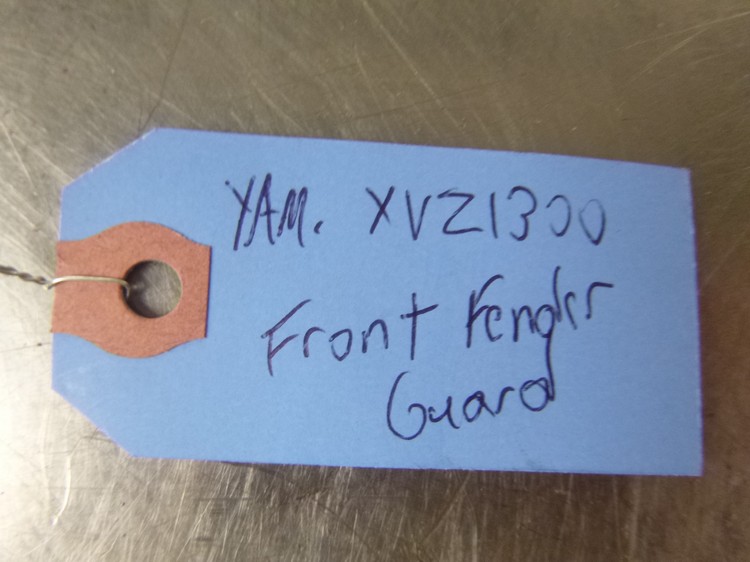 YAM. XVZ1300
Front Fender
Guard